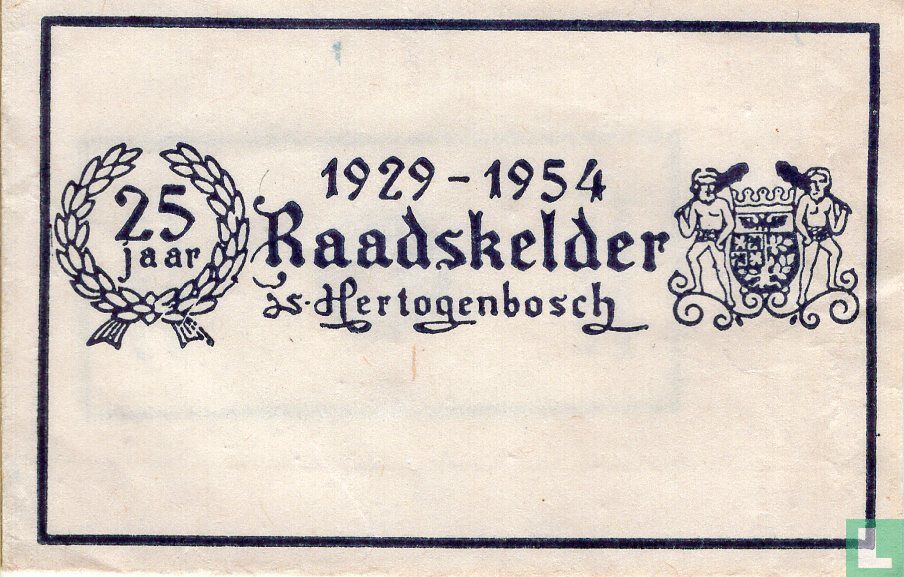 25
jaar
1929 - 1954
Raadskelder
's-Hertogenbosch
L